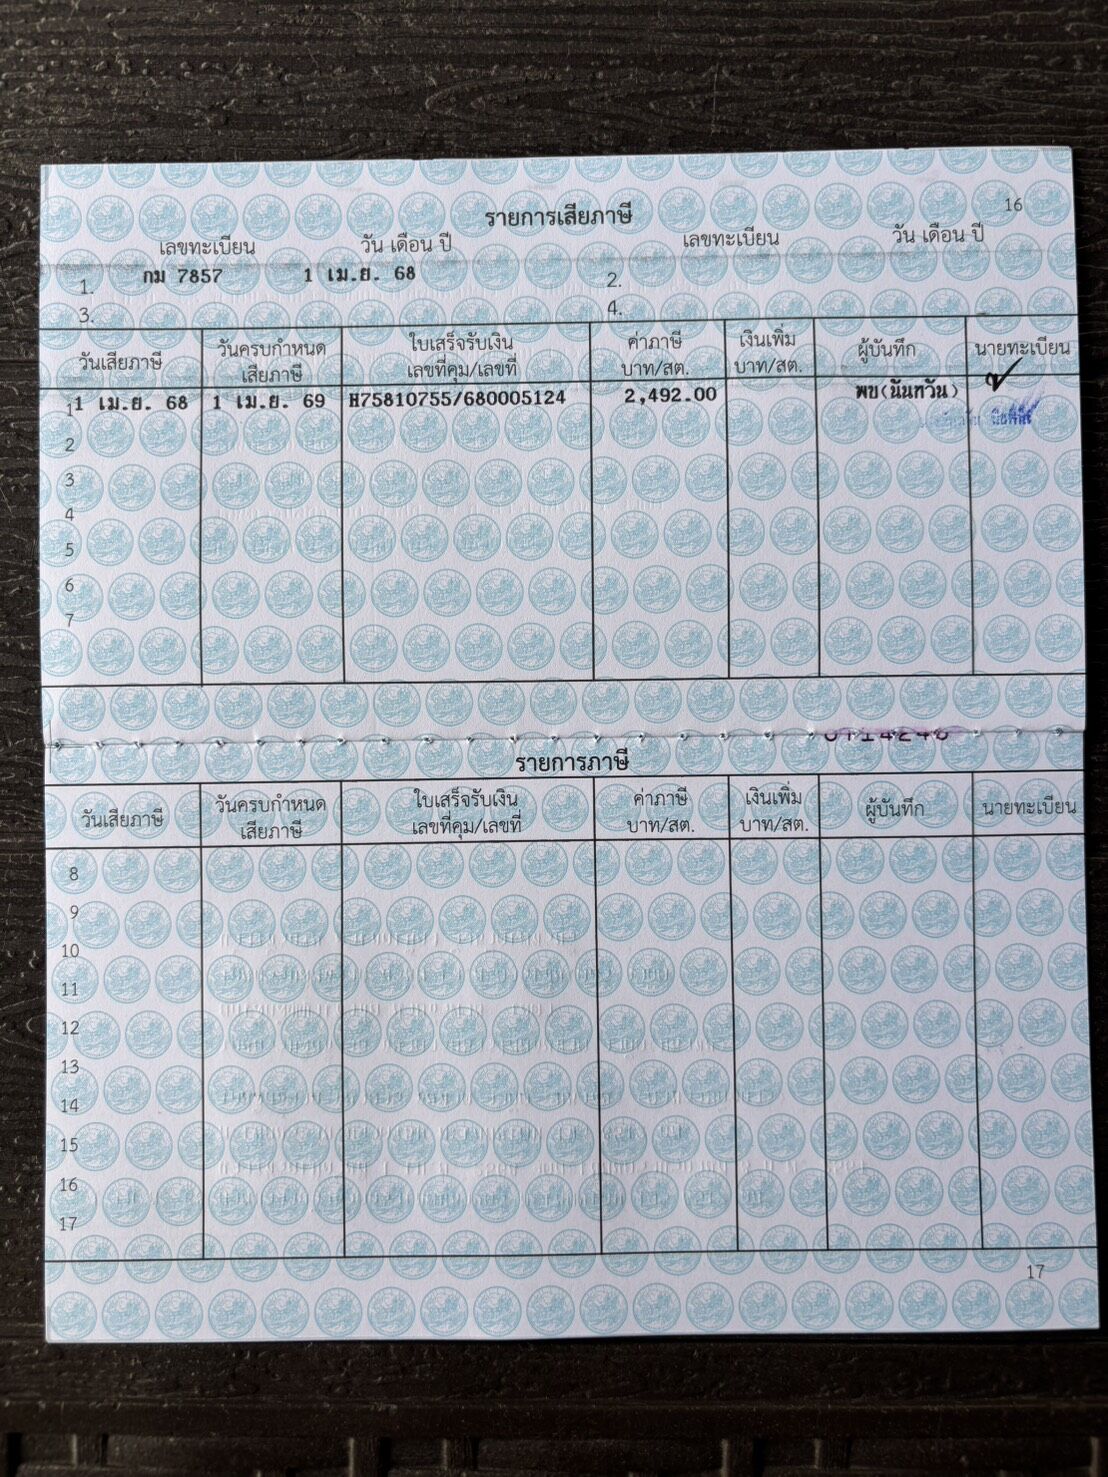 16
รายการเสียภาษี
เลขทะเบียน วัน เดือน ปี เลขทะเบียน วัน เดือน ปี
1. กม 7857 1 เม.ย. 68 2.
3. 4.
วันเสียภาษี วันครบกำหนด เสียภาษี ใบเสร็จรับเงิน เลขที่คุม/เลขที่ ค่าภาษี บาท/สต. เงินเพิ่ม บาท/สต. ผู้บันทึก นายทะเบียน
1 1 เม.ย. 68 1 เม.ย. 69 H75810755/680005124 2,492.00 พบ(นันทวัน)
2
3
4
5
6
7
รายการภาษี
วันเสียภาษี วันครบกำหนด เสียภาษี ใบเสร็จรับเงิน เลขที่คุม/เลขที่ ค่าภาษี บาท/สต. เงินเพิ่ม บาท/สต. ผู้บันทึก นายทะเบียน
8
9
10
11
12
13
14
15
16
17
17